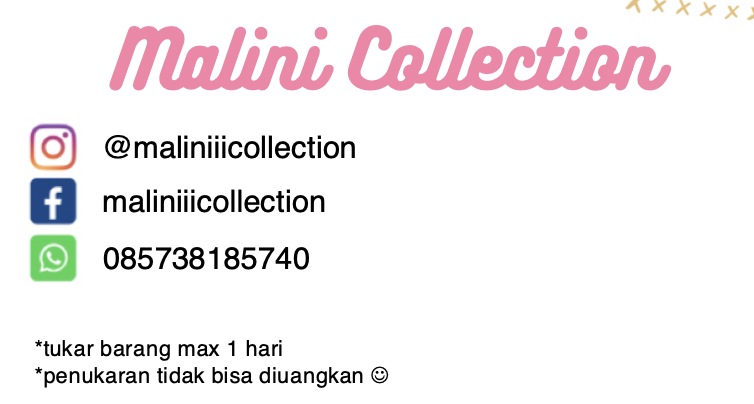 Malini Collection
@maliniiicollection
maliniiicollection
085738185740
*tukar barang max 1 hari
*penukaran tidak bisa diuangkan ☺